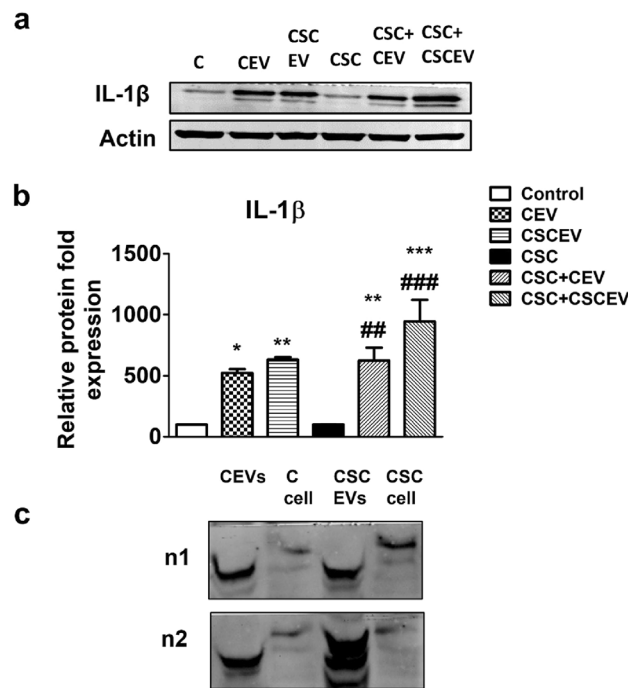 a
C CEV CSC EV CSC CSC+ CEV CSC+ CSCEV
IL-1β
Actin
b
IL-1β
Relative protein fold expression
1500
1000
500
0
*
**
**
##
***
###
Control
CEV
CSCEV
CSC
CSC+CEV
CSC+CSCEV
c
CEVs C cell CSC EVs CSC cell
n1
n2